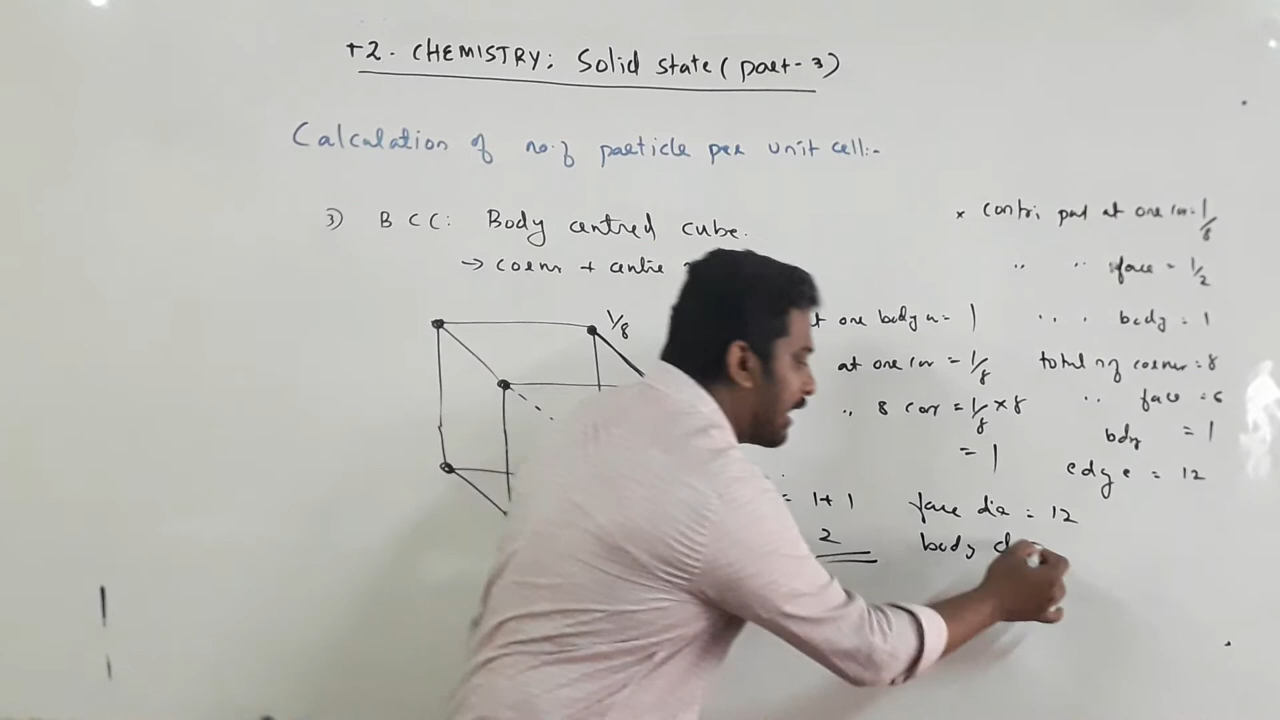 +2. CHEMISTRY; Solid state (part-3)
Calculation of no. of particle per unit cell:-
3) BCC: Body centred cube.
→ corns + centre
1/8
at one body cn = 1
at one cor = 1/8
" 8 cor = 1/8 × 8
= 1
= 1+1
2
× contri, pad at one cor = 1/8
" " face = 1/2
" " body = 1
total no of corner = 8
" face = 6
body = 1
edge = 12
face dia = 12
body d